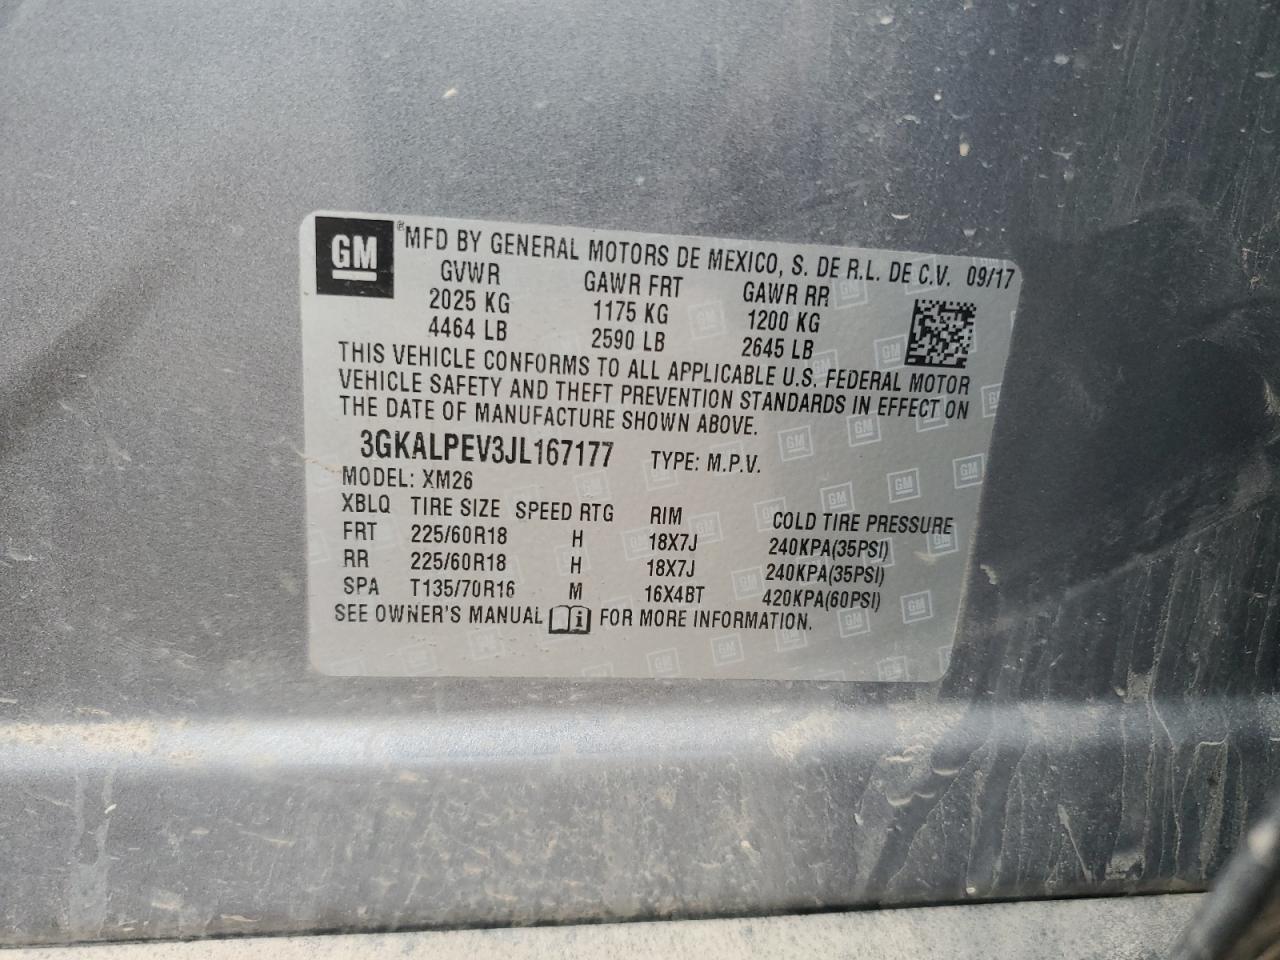 GM ® MFD BY GENERAL MOTORS DE MEXICO, S. DE R.L. DE C.V. 09/17
GVWR GAWR FRT GAWR RR
2025 KG 1175 KG 1200 KG
4464 LB 2590 LB 2645 LB
THIS VEHICLE CONFORMS TO ALL APPLICABLE U.S. FEDERAL MOTOR
VEHICLE SAFETY AND THEFT PREVENTION STANDARDS IN EFFECT ON
THE DATE OF MANUFACTURE SHOWN ABOVE.
3GKALPEV3JL167177 TYPE: M.P.V.
MODEL: XM26
XBLQ TIRE SIZE SPEED RTG RIM COLD TIRE PRESSURE
FRT 225/60R18 H 18X7J 240KPA(35PSI)
RR 225/60R18 H 18X7J 240KPA(35PSI)
SPA T135/70R16 M 16X4BT 420KPA(60PSI)
SEE OWNER'S MANUAL i FOR MORE INFORMATION.